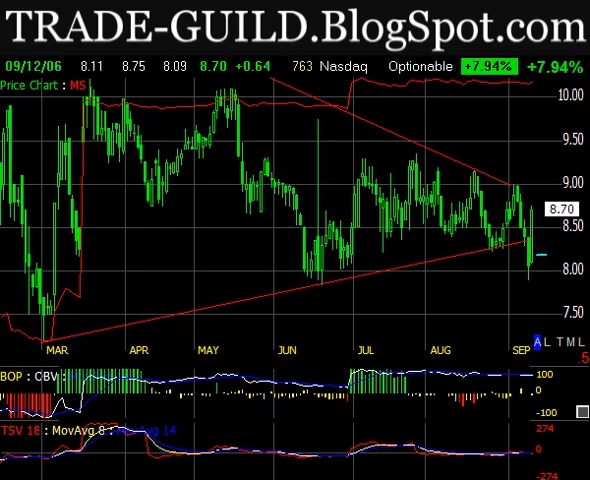 TRADE-GUILD.BlogSpot.com
09/12/06 8.11 8.75 8.09 8.70 +0.64 763 Nasdaq Optionable +7.94% +7.94%
Price Chart : MS
10.00
9.50
9.00
8.70
8.50
8.00
7.50
MAR APR MAY JUN JUL AUG SEP A L T M L
.5
BOP : OBV :
100
0
-100
TSV 18 : MovAvg 8 : MovAvg 14
274
0
-274